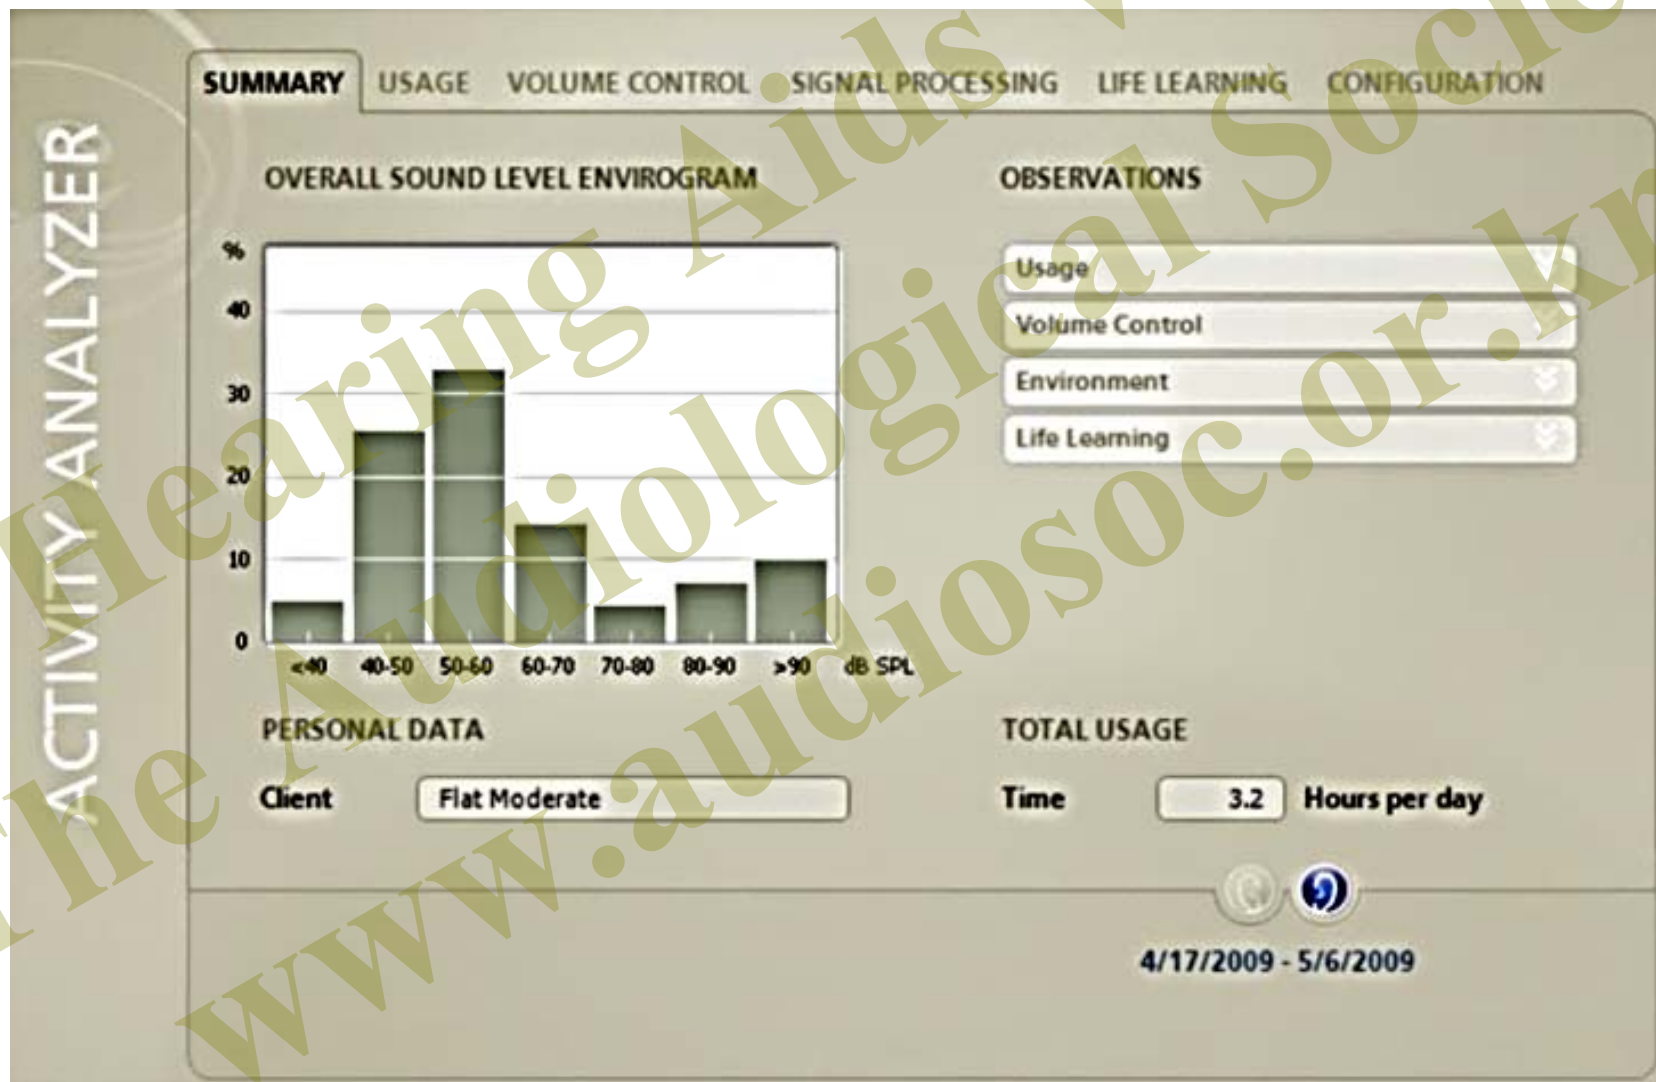 ACTIVITY ANALYZER
SUMMARY USAGE VOLUME CONTROL SIGNAL PROCESSING LIFE LEARNING CONFIGURATION
OVERALL SOUND LEVEL ENVIROGRAM
%
40
30
20
10
0
<40 40-50 50-60 60-70 70-80 80-90 >90 dB SPL
OBSERVATIONS
Usage
Volume Control
Environment
Life Learning
PERSONAL DATA
Client Flat Moderate
TOTAL USAGE
Time 3.2 Hours per day
4/17/2009 - 5/6/2009
Hearing Aids
The Audiological Society
www.audiosoc.or.kr